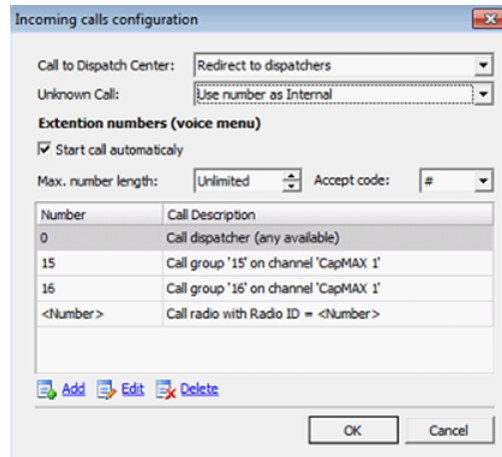 Incoming calls configuration
Call to Dispatch Center: Redirect to dispatchers
Unknown Call: Use number as Internal
Extention numbers (voice menu)
Start call automaticaly
Max. number length: Unlimited Accept code: #
Number Call Description
0 Call dispatcher (any available)
15 Call group '15' on channel 'CapMAX 1'
16 Call group '16' on channel 'CapMAX 1'
<Number> Call radio with Radio ID = <Number>
Add Edit Delete
OK Cancel